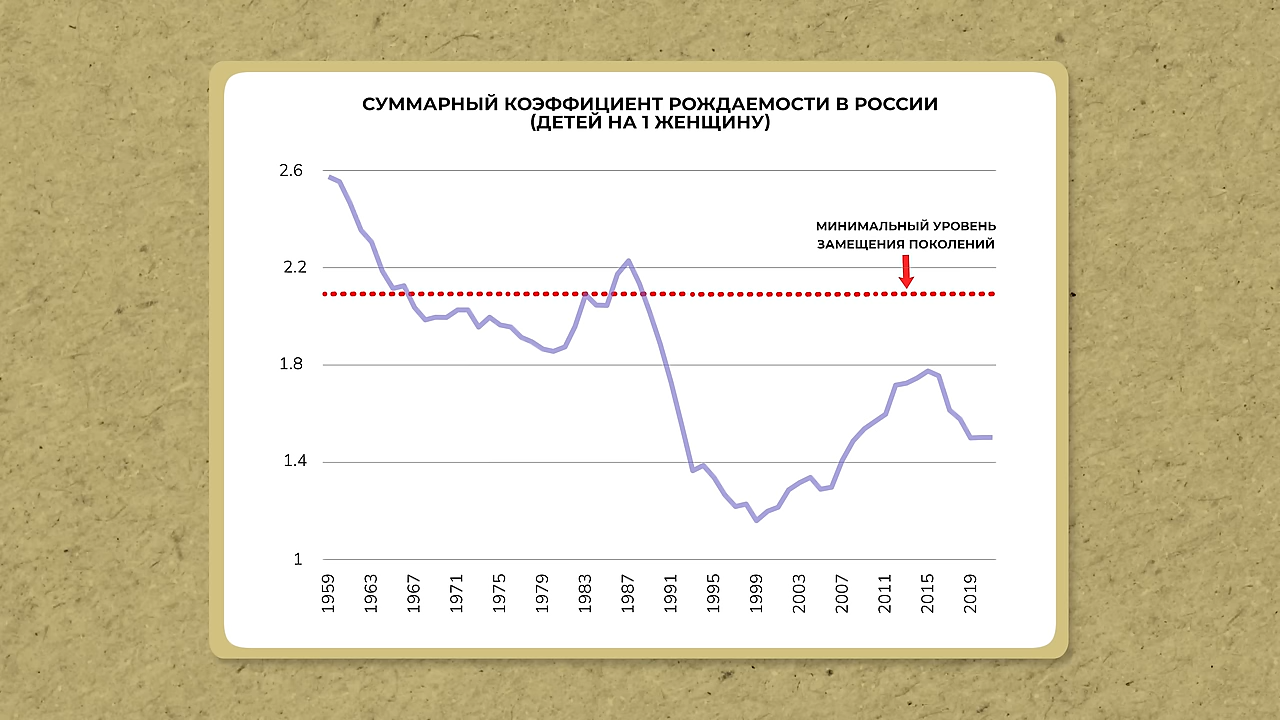 СУММАРНЫЙ КОЭФФИЦИЕНТ РОЖДАЕМОСТИ В РОССИИ
(ДЕТЕЙ НА 1 ЖЕНЩИНУ)
2.6
МИНИМАЛЬНЫЙ УРОВЕНЬ
ЗАМЕЩЕНИЯ ПОКОЛЕНИЙ
2.2
1.8
1.4
1
1959 1963 1967 1971 1975 1979 1983 1987 1991 1995 1999 2003 2007 2011 2015 2019